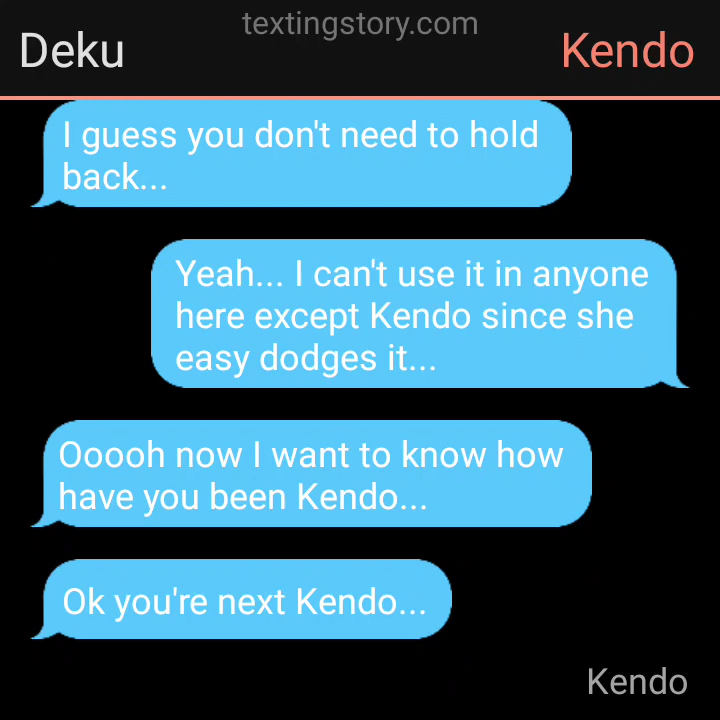 textingstory.com
Deku
Kendo
I guess you don't need to hold
back...
Yeah... I can't use it in anyone
here except Kendo since she
easy dodges it...
Ooooh now I want to know how
have you been Kendo...
Ok you're next Kendo...
Kendo